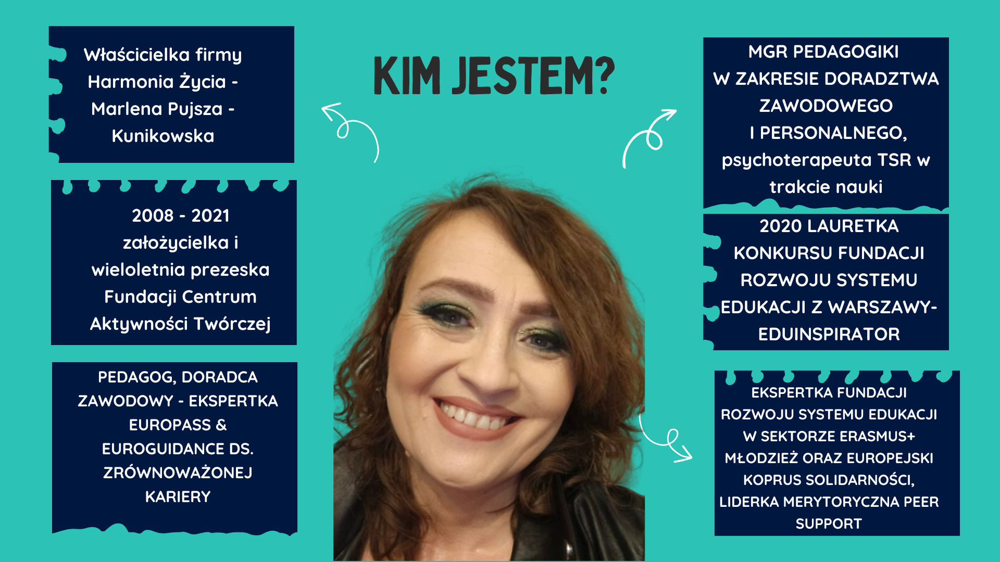 KIM JESTEM?
Właścicielka firmy
Harmonia Życia -
Marlena Pujsza -
Kunikowska
2008 - 2021
założycielka i
wieloletnia prezeska
Fundacji Centrum
Aktywności Twórczej
PEDAGOG, DORADCA
ZAWODOWY - EKSPERTKA
EUROPASS &
EUROGUIDANCE DS.
ZRÓWNOWAŻONEJ
KARIERY
MGR PEDAGOGIKI
W ZAKRESIE DORADZTWA
ZAWODOWEGO
I PERSONALNEGO,
psychoterapeuta TSR w
trakcie nauki
2020 LAURETKA
KONKURSU FUNDACJI
ROZWOJU SYSTEMU
EDUKACJI Z WARSZAWY-
EDUINSPIRATOR
EKSPERTKA FUNDACJI
ROZWOJU SYSTEMU EDUKACJI
W SEKTORZE ERASMUS+
MŁODZIEŻ ORAZ EUROPEJSKI
KOPRUS SOLIDARNOŚCI,
LIDERKA MERYTORYCZNA PEER
SUPPORT